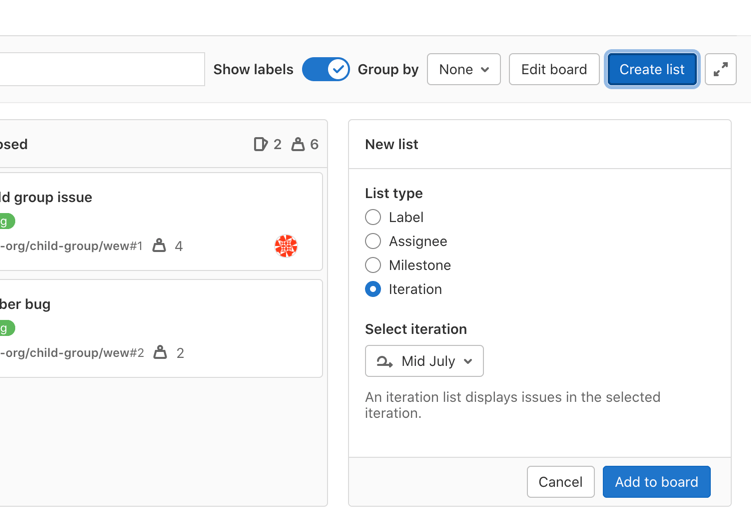 Show labels Group by None Edit board Create list
osed 2 6
ld group issue
g
-org/child-group/wew#1 4
ber bug
g
-org/child-group/wew#2 2
New list
List type
Label
Assignee
Milestone
Iteration
Select iteration
Mid July
An iteration list displays issues in the selected
iteration.
Cancel Add to board